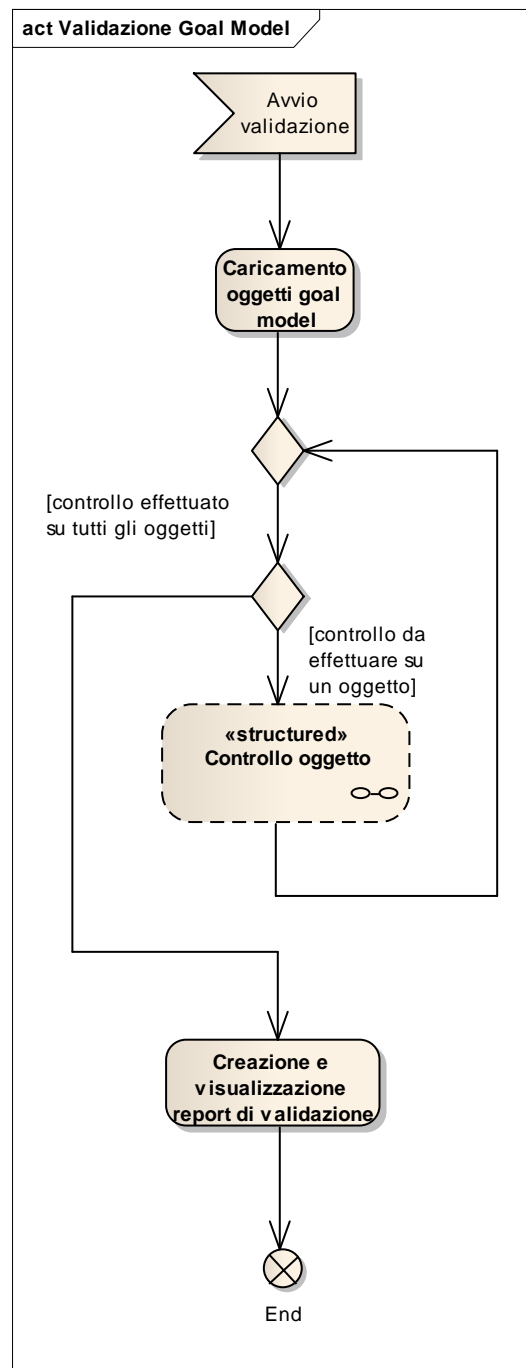 act Validazione Goal Model
Avvio
validazione
Caricamento
oggetti goal
model
[controllo effettuato
su tutti gli oggetti]
[controllo da
effettuare su
un oggetto]
«structured»
Controllo oggetto
Creazione e
visualizzazione
report di validazione
End